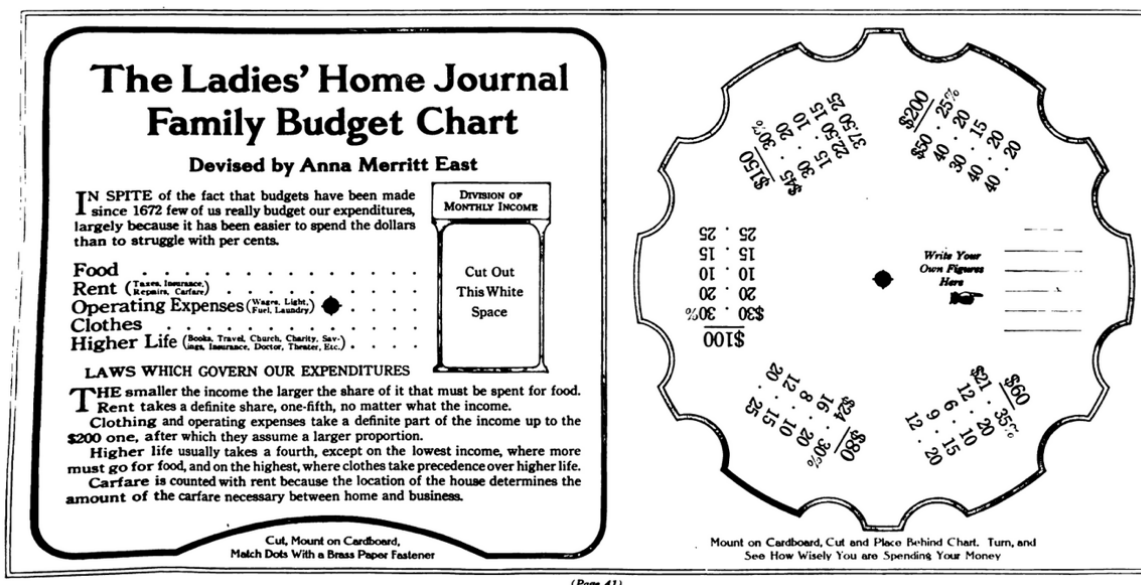 The Ladies' Home Journal
Family Budget Chart
Devised by Anna Merritt East
IN SPITE of the fact that budgets have been made
since 1672 few of us really budget our expenditures,
largely because it has been easier to spend the dollars
than to struggle with per cents.
DIVISION OF
MONTHLY INCOME
Cut Out
This White
Space
Food . . . . . . . . . . . . . .
Rent (Taxes, Insurance, Repairs, Carfare) . . . . . . . .
Operating Expenses (Wages, Light, Fuel, Laundry) . . . .
Clothes . . . . . . . . . . . . .
Higher Life (Books, Travel, Church, Charity, Sav-
ings, Insurance, Doctor, Theater, Etc.) . . . .
LAWS WHICH GOVERN OUR EXPENDITURES
THE smaller the income the larger the share of it that must be spent for food.
Rent takes a definite share, one-fifth, no matter what the income.
Clothing and operating expenses take a definite part of the income up to the
$200 one, after which they assume a larger proportion.
Higher life usually takes a fourth, except on the lowest income, where more
must go for food, and on the highest, where clothes take precedence over higher life.
Carfare is counted with rent because the location of the house determines the
amount of the carfare necessary between home and business.
Cut, Mount on Cardboard,
Match Dots With a Brass Paper Fastener
$150
$45 . 30%
30 . 20
15 . 10
22.50 15
37.50 25
$200
$50 . 25%
40 . 20
30 . 15
40 . 20
40 . 20
$100
$30 . 30%
20 . 20
10 . 10
15 . 15
25 . 25
Write Your
Own Figures
Here
$80
$24 . 30%
16 . 20
8 . 10
12 . 15
20 . 25
$60
$21 . 35%
12 . 20
6 . 10
9 . 15
12 . 20
Mount on Cardboard, Cut and Place Behind Chart. Turn, and
See How Wisely You are Spending Your Money
(Page 41)